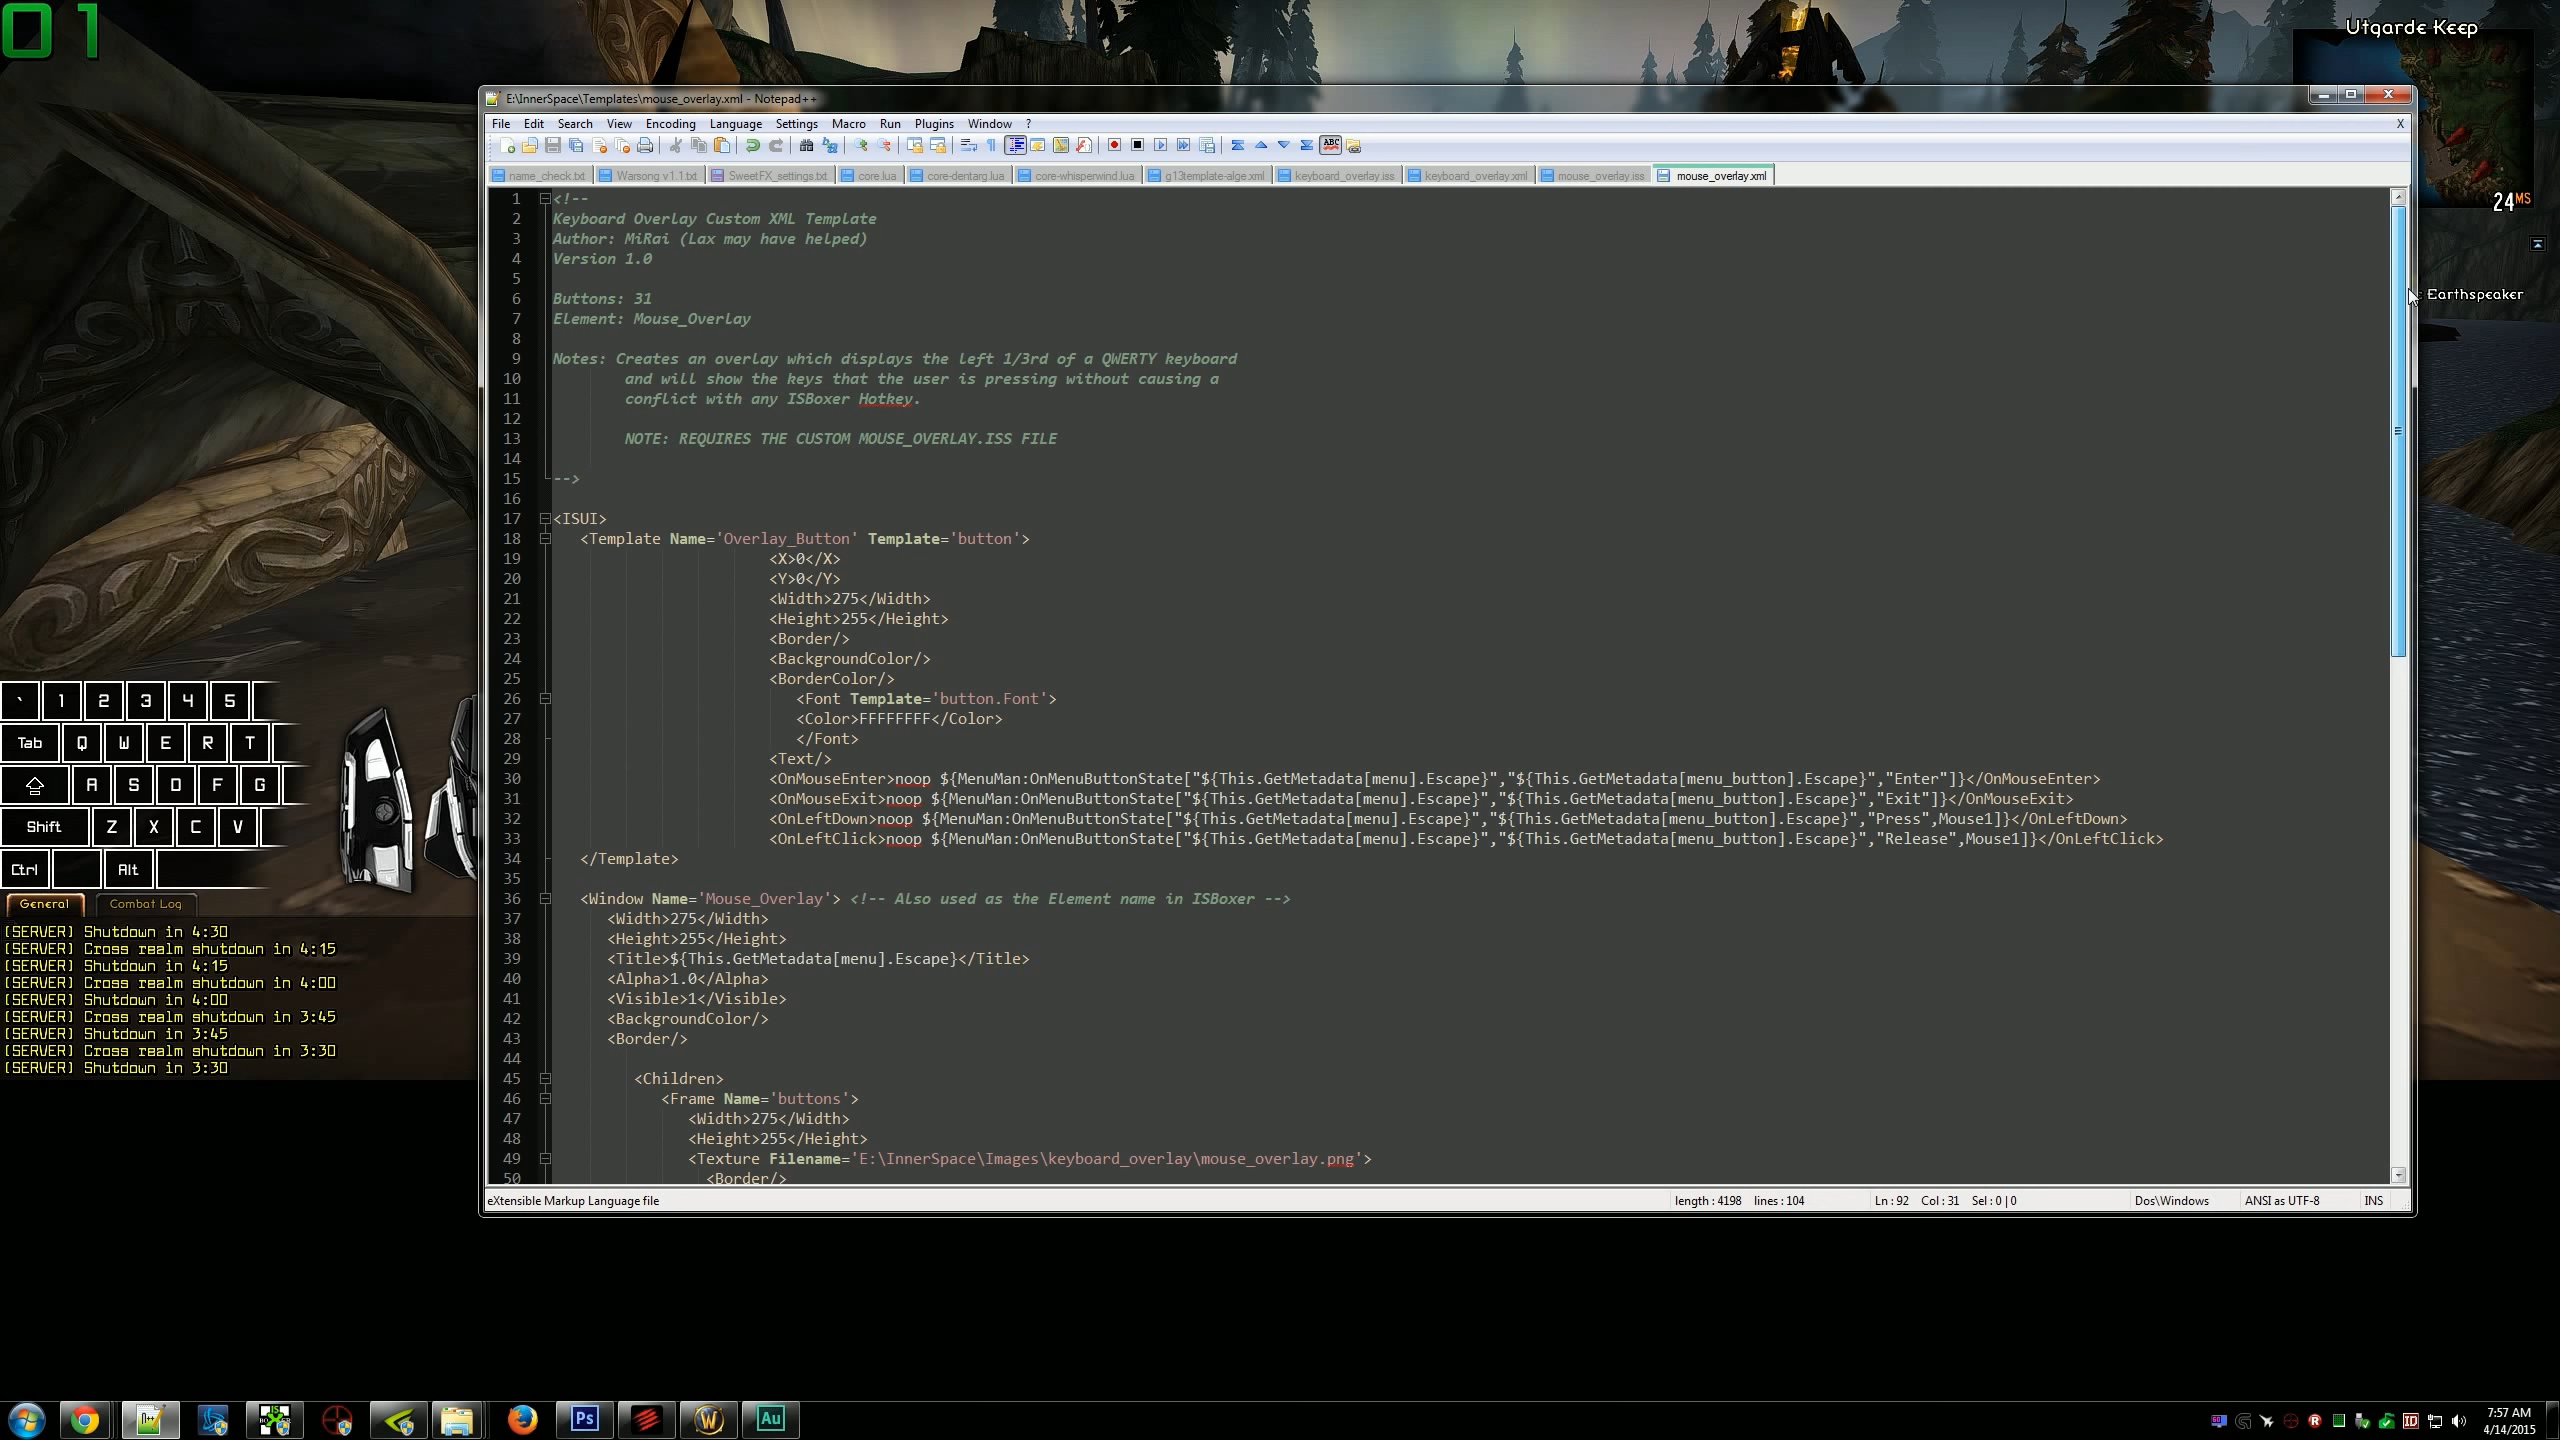 01
Utgarde Keep
24MS
Earthspeaker
E:\InnerSpace\Templates\mouse_overlay.xml - Notepad++
File Edit Search View Encoding Language Settings Macro Run Plugins Window ? X
name_check.txt Warsong v1.1.txt SweetFX_settings.txt core.lua core-dentarg.lua core-whisperwind.lua g13template-alge.xml keyboard_overlay.iss keyboard_overlay.xml mouse_overlay.iss mouse_overlay.xml
1 <!--
2 Keyboard Overlay Custom XML Template
3 Author: MiRai (Lax may have helped)
4 Version 1.0
5
6 Buttons: 31
7 Element: Mouse_Overlay
8
9 Notes: Creates an overlay which displays the left 1/3rd of a QWERTY keyboard
10 and will show the keys that the user is pressing without causing a
11 conflict with any ISBoxer Hotkey.
12
13 NOTE: REQUIRES THE CUSTOM MOUSE_OVERLAY.ISS FILE
14
15 -->
16
17 <ISUI>
18 <Template Name='Overlay_Button' Template='button'>
19 <X>0</X>
20 <Y>0</Y>
21 <Width>275</Width>
22 <Height>255</Height>
23 <Border/>
24 <BackgroundColor/>
25 <BorderColor/>
26 <Font Template='button.Font'>
27 <Color>FFFFFFFF</Color>
28 </Font>
29 <Text/>
30 <OnMouseEnter>noop ${MenuMan:OnMenuButtonState["${This.GetMetadata[menu].Escape}","${This.GetMetadata[menu_button].Escape}","Enter"]}</OnMouseEnter>
31 <OnMouseExit>noop ${MenuMan:OnMenuButtonState["${This.GetMetadata[menu].Escape}","${This.GetMetadata[menu_button].Escape}","Exit"]}</OnMouseExit>
32 <OnLeftDown>noop ${MenuMan:OnMenuButtonState["${This.GetMetadata[menu].Escape}","${This.GetMetadata[menu_button].Escape}","Press",Mouse1]}</OnLeftDown>
33 <OnLeftClick>noop ${MenuMan:OnMenuButtonState["${This.GetMetadata[menu].Escape}","${This.GetMetadata[menu_button].Escape}","Release",Mouse1]}</OnLeftClick>
34 </Template>
35
36 <Window Name='Mouse_Overlay'> <!-- Also used as the Element name in ISBoxer -->
37 <Width>275</Width>
38 <Height>255</Height>
39 <Title>${This.GetMetadata[menu].Escape}</Title>
40 <Alpha>1.0</Alpha>
41 <Visible>1</Visible>
42 <BackgroundColor/>
43 <Border/>
44
45 <Children>
46 <Frame Name='buttons'>
47 <Width>275</Width>
48 <Height>255</Height>
49 <Texture Filename='E:\InnerSpace\Images\keyboard_overlay\mouse_overlay.png'>
50 <Border/>
eXtensible Markup Language file length : 4198 lines : 104 Ln : 92 Col : 31 Sel : 0 | 0 Dos\Windows ANSI as UTF-8 INS
` 1 2 3 4 5
Tab Q W E R T
A S D F G
Shift Z X C V
Ctrl Alt
General Combat Log
[SERVER] Shutdown in 4:30
[SERVER] Cross realm shutdown in 4:15
[SERVER] Shutdown in 4:15
[SERVER] Cross realm shutdown in 4:00
[SERVER] Shutdown in 4:00
[SERVER] Cross realm shutdown in 3:45
[SERVER] Shutdown in 3:45
[SERVER] Cross realm shutdown in 3:30
[SERVER] Shutdown in 3:30
Ps
W
Au
7:57 AM
4/14/2015